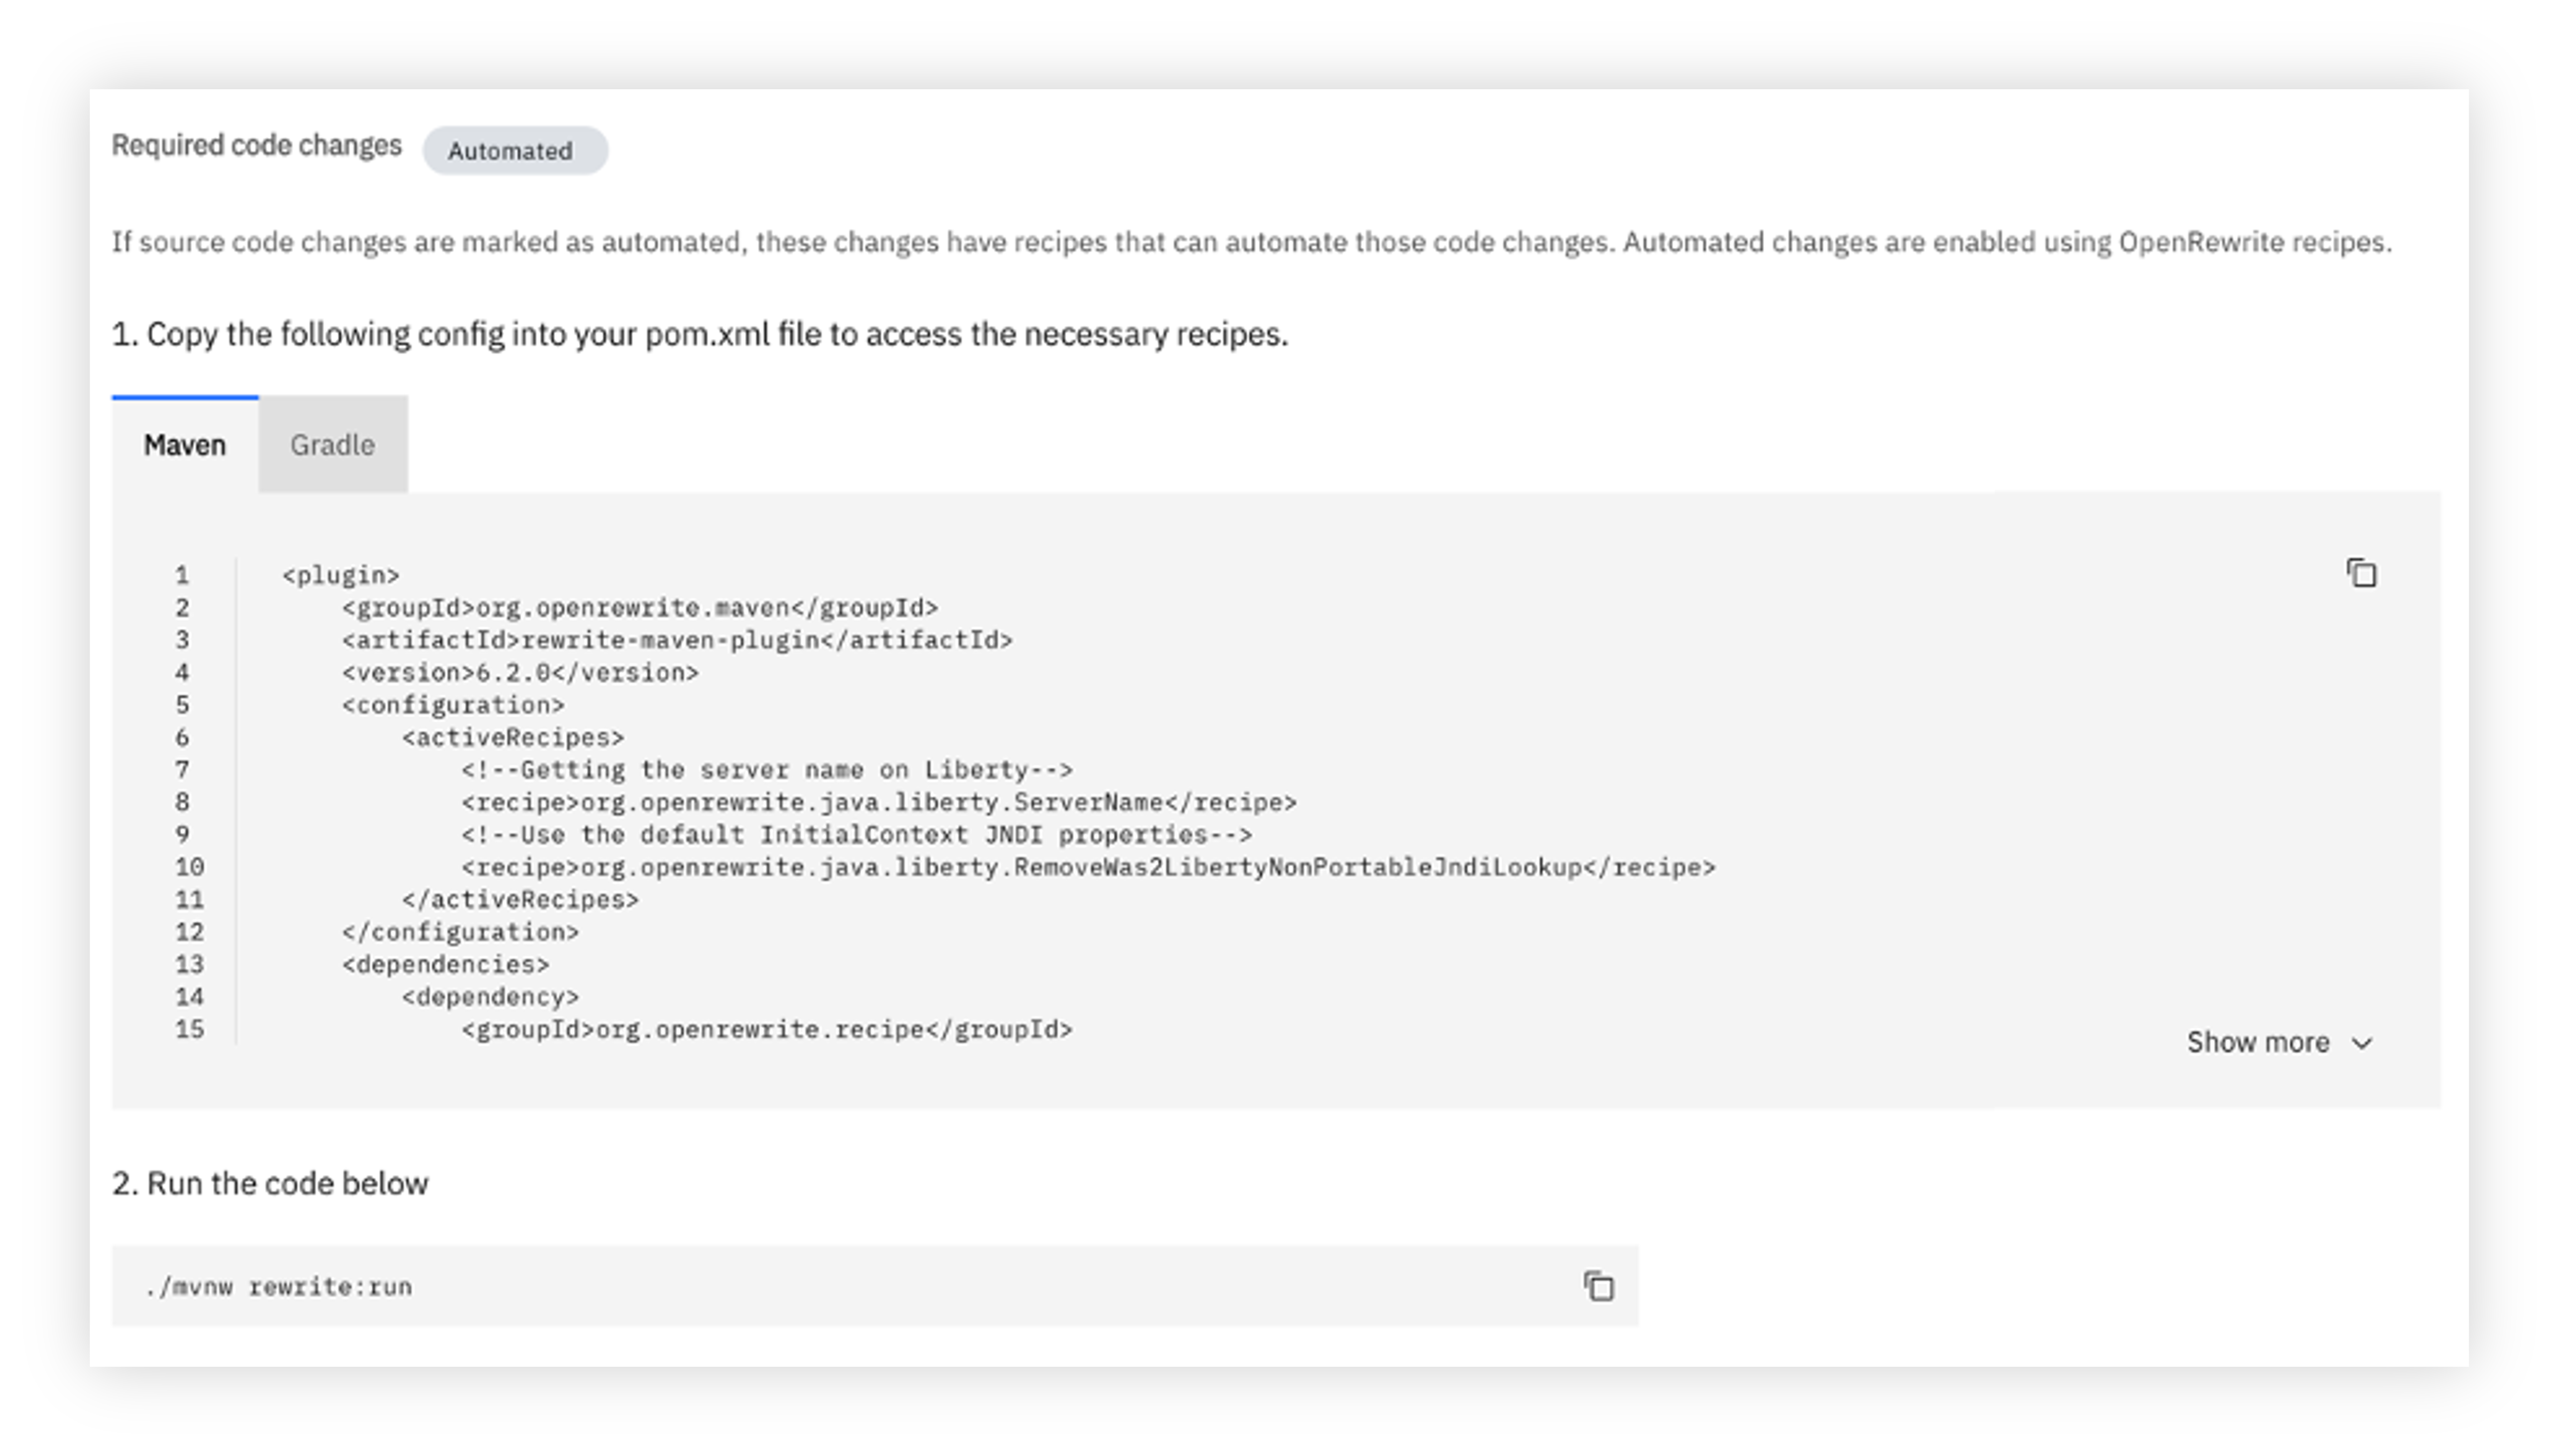 Required code changes
Automated
If source code changes are marked as automated, these changes have recipes that can automate those code changes. Automated changes are enabled using OpenRewrite recipes.
1. Copy the following config into your pom.xml file to access the necessary recipes.
Maven
Gradle
1 <plugin>
2     <groupId>org.openrewrite.maven</groupId>
3     <artifactId>rewrite-maven-plugin</artifactId>
4     <version>6.2.0</version>
5     <configuration>
6         <activeRecipes>
7             <!--Getting the server name on Liberty-->
8             <recipe>org.openrewrite.java.liberty.ServerName</recipe>
9             <!--Use the default InitialContext JNDI properties-->
10             <recipe>org.openrewrite.java.liberty.RemoveWas2LibertyNonPortableJndiLookup</recipe>
11         </activeRecipes>
12     </configuration>
13     <dependencies>
14         <dependency>
15             <groupId>org.openrewrite.recipe</groupId>
Show more
2. Run the code below
./mvnw rewrite:run